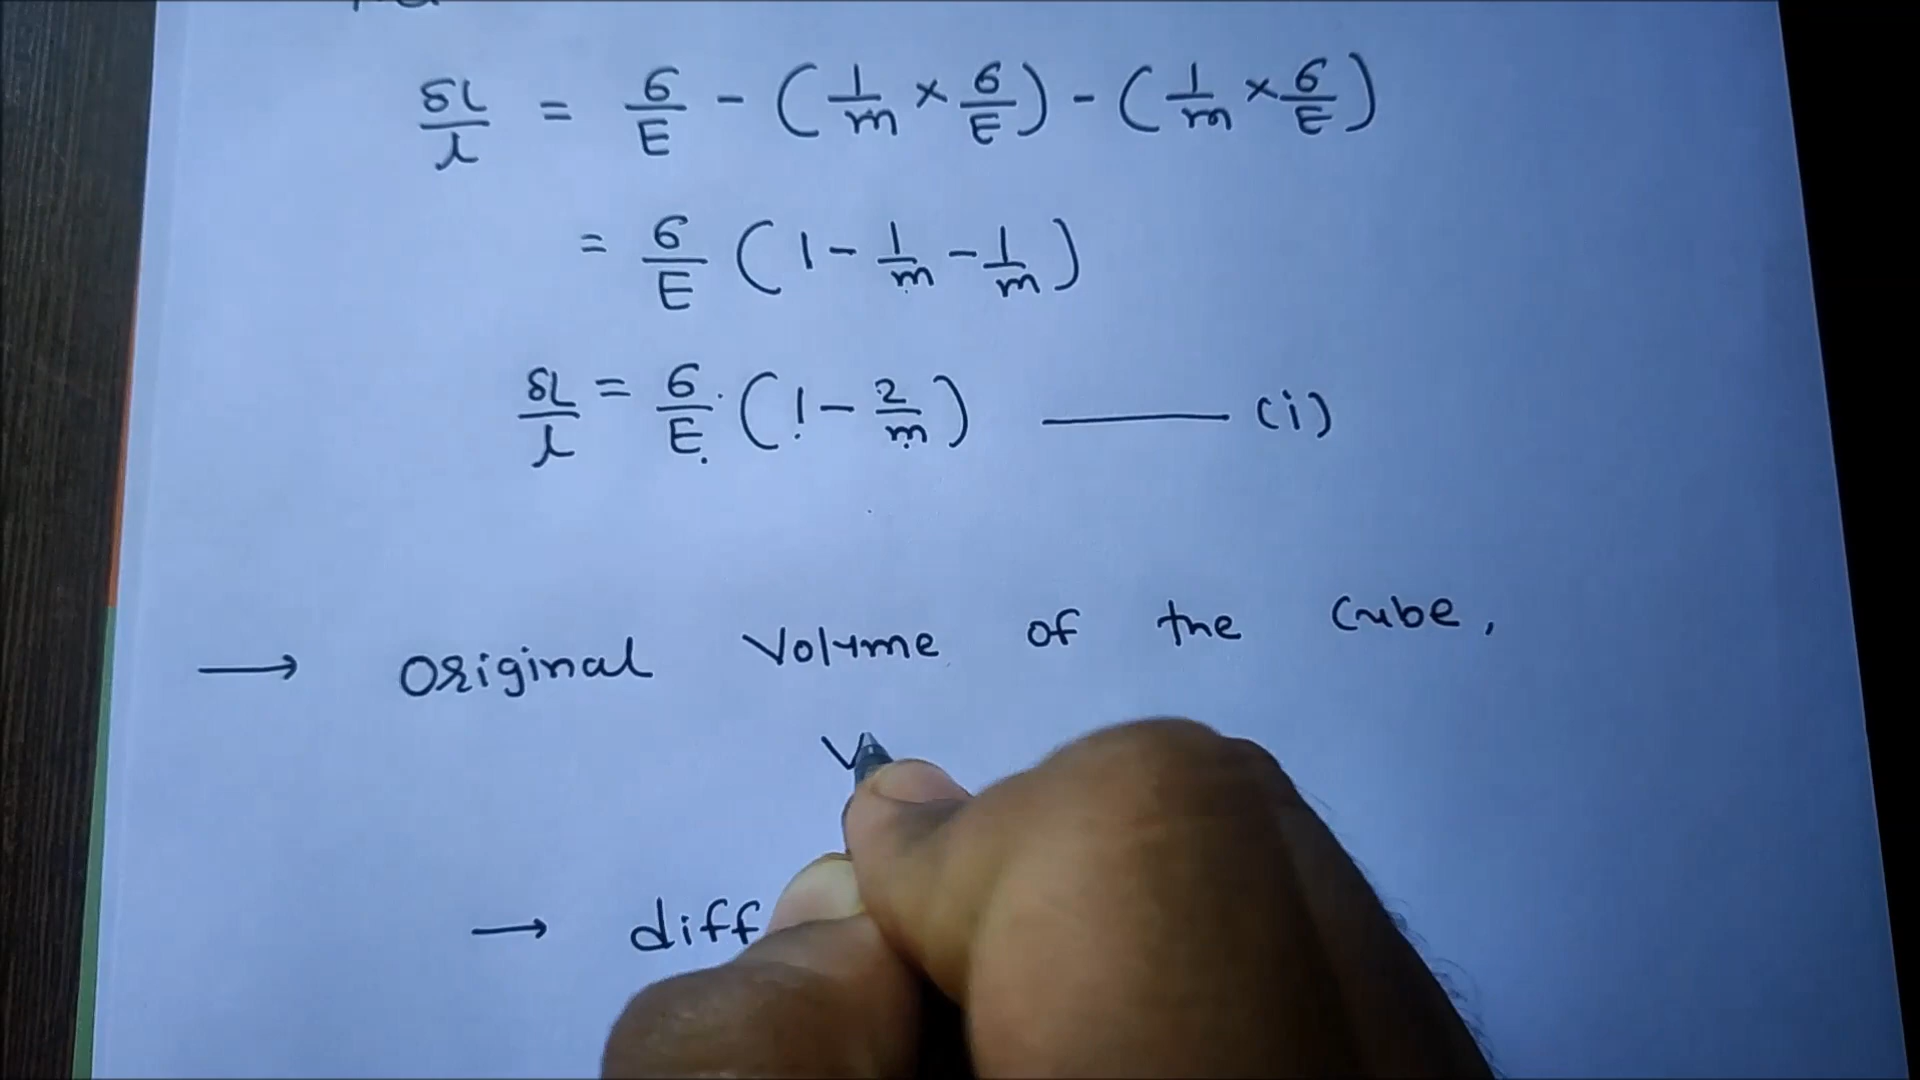 δl/l = σ/E - (1/m × σ/E) - (1/m × σ/E)
= σ/E (1 - 1/m - 1/m)
δl/l = σ/E (1 - 2/m) —— (i)
→ Original Volume of the Cube,
V
→ diff